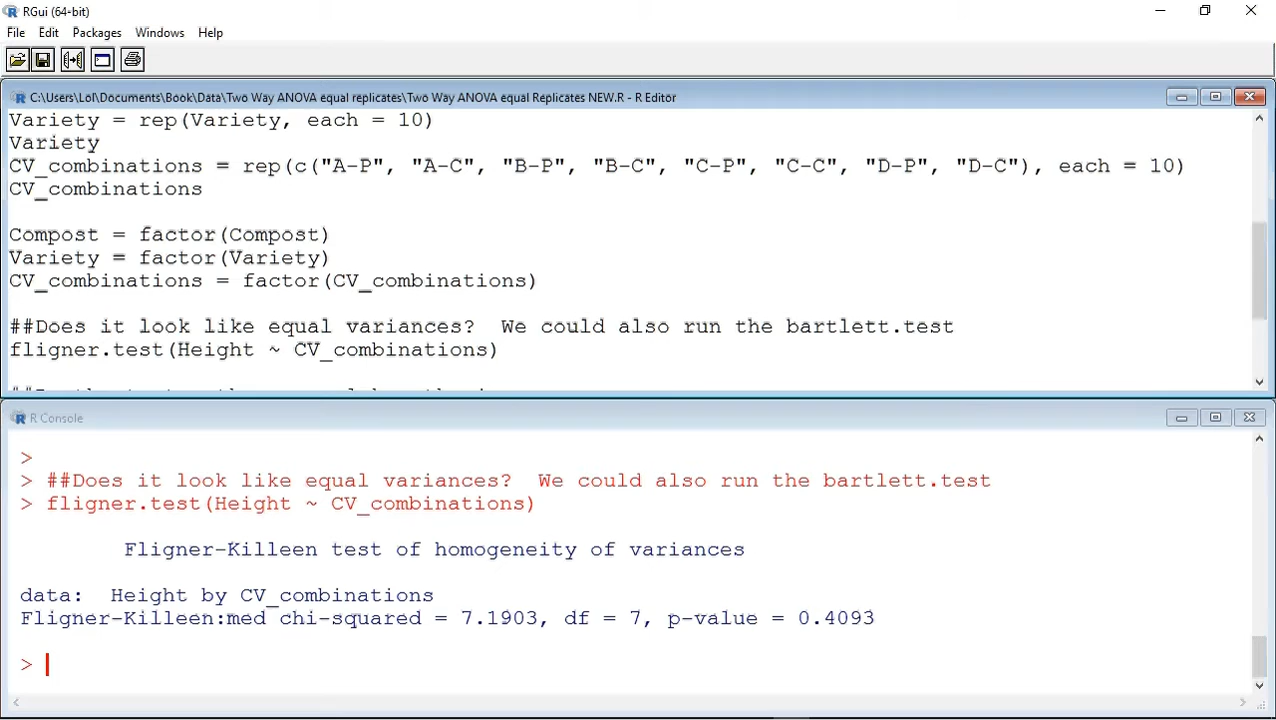 RGui (64-bit)
File Edit Packages Windows Help
C:\Users\Lol\Documents\Book\Data\Two Way ANOVA equal replicates\Two Way ANOVA equal Replicates NEW.R - R Editor
Variety = rep(Variety, each = 10)
Variety
CV_combinations = rep(c("A-P", "A-C", "B-P", "B-C", "C-P", "C-C", "D-P", "D-C"), each = 10)
CV_combinations
Compost = factor(Compost)
Variety = factor(Variety)
CV_combinations = factor(CV_combinations)
##Does it look like equal variances?  We could also run the bartlett.test
fligner.test(Height ~ CV_combinations)
R Console
>
> ##Does it look like equal variances?  We could also run the bartlett.test
> fligner.test(Height ~ CV_combinations)
Fligner-Killeen test of homogeneity of variances
data:  Height by CV_combinations
Fligner-Killeen:med chi-squared = 7.1903, df = 7, p-value = 0.4093
>